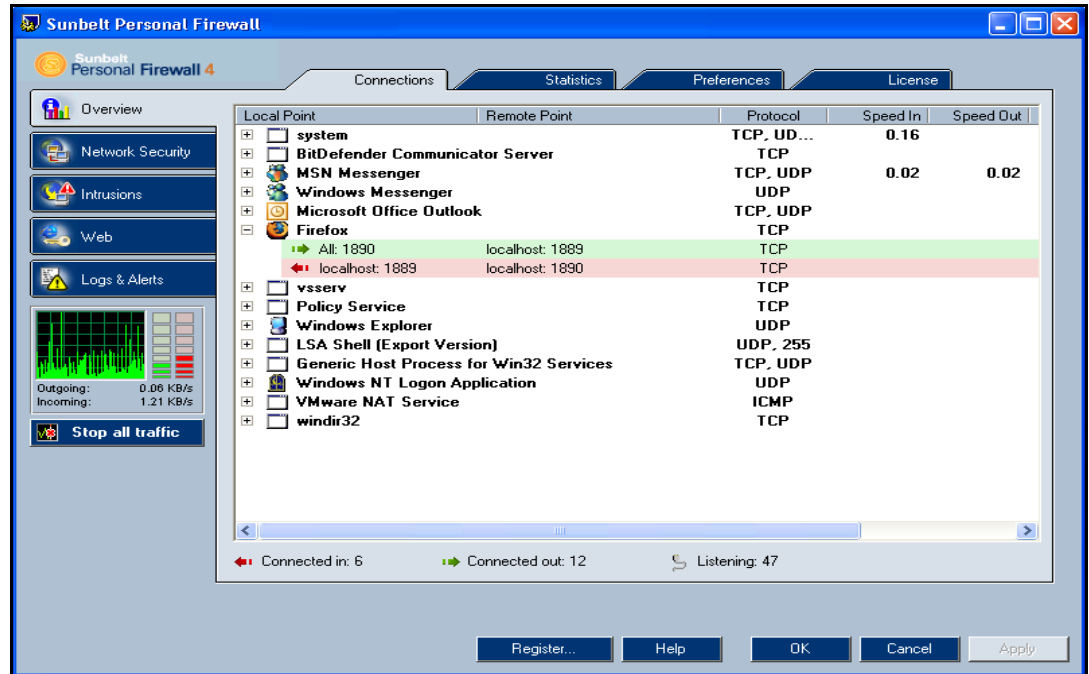 Sunbelt Personal Firewall
Sunbelt
Personal Firewall 4
Connections Statistics Preferences License
Overview
Network Security
Intrusions
Web
Logs & Alerts
Outgoing: 0.06 KB/s
Incoming: 1.21 KB/s
Stop all traffic
Local Point Remote Point Protocol Speed In Speed Out
system TCP, UD... 0.16
BitDefender Communicator Server TCP
MSN Messenger TCP, UDP 0.02 0.02
Windows Messenger UDP
Microsoft Office Outlook TCP, UDP
Firefox TCP
All: 1890 localhost: 1889 TCP
localhost: 1889 localhost: 1890 TCP
vsserv TCP
Policy Service TCP
Windows Explorer UDP
LSA Shell (Export Version) UDP, 255
Generic Host Process for Win32 Services TCP, UDP
Windows NT Logon Application UDP
VMware NAT Service ICMP
windir32 TCP
Connected in: 6 Connected out: 12 Listening: 47
Register... Help OK Cancel Apply